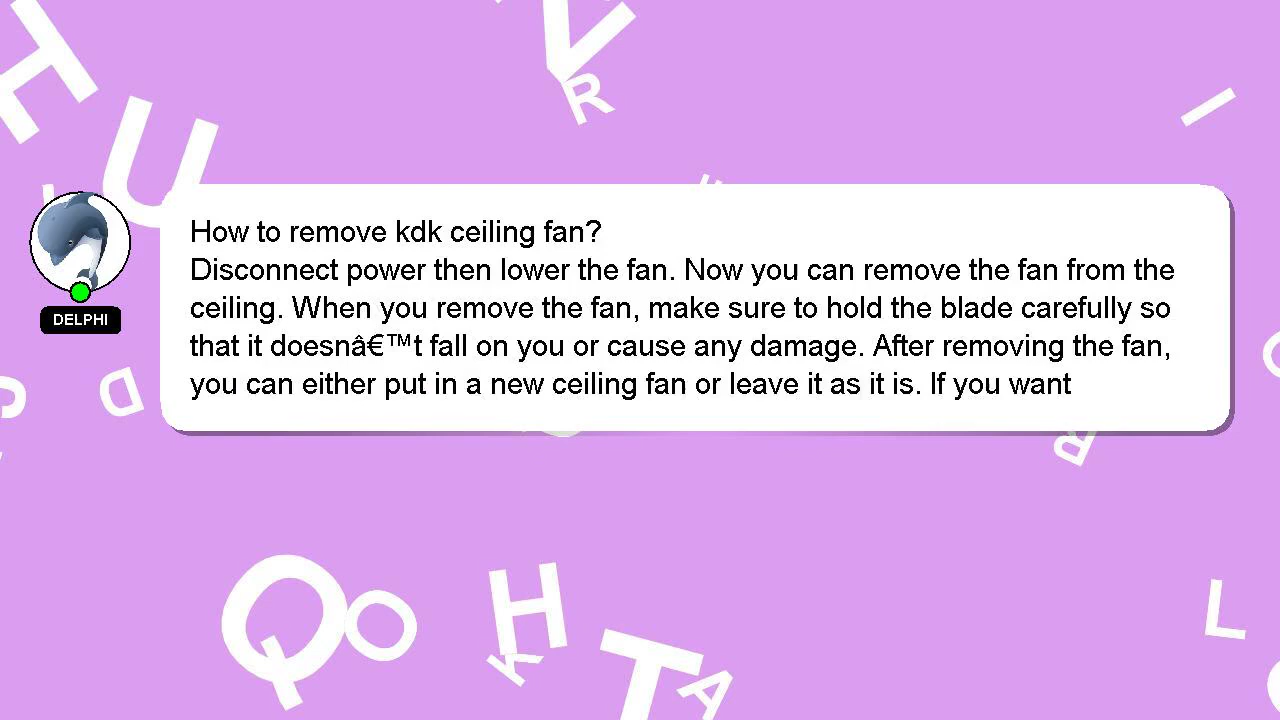 How to remove kdk ceiling fan?
Disconnect power then lower the fan. Now you can remove the fan from the
ceiling. When you remove the fan, make sure to hold the blade carefully so
that it doesnâ€™t fall on you or cause any damage. After removing the fan,
you can either put in a new ceiling fan or leave it as it is. If you want
DELPHI
H
U
V
R
I
D
R
Q
O
H
K
T
A
L